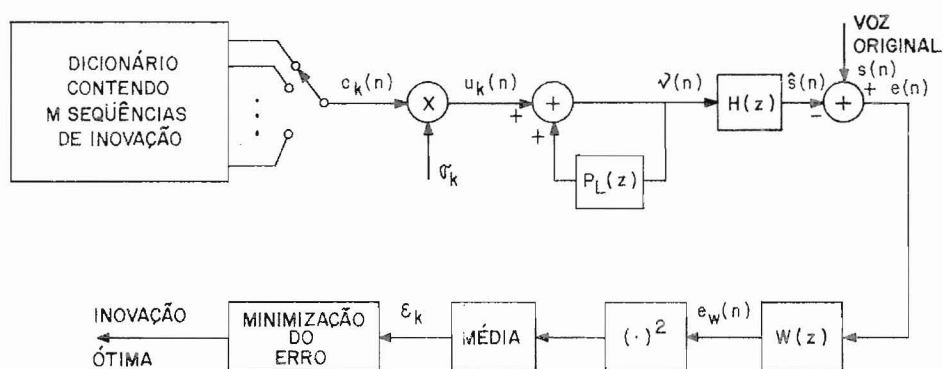 DICIONÁRIO
CONTENDO
M SEQÜÊNCIAS
DE INOVAÇÃO
c_k(n)
X
σ_k
u_k(n)
+
+
+
P_L(z)
𝜈(n)
H(z)
ŝ(n)
−
+
VOZ
ORIGINAL
s(n)
+
e(n)
INOVAÇÃO
ÓTIMA
MINIMIZAÇÃO
DO
ERRO
ε_k
MÉDIA
(·)²
e_w(n)
W(z)